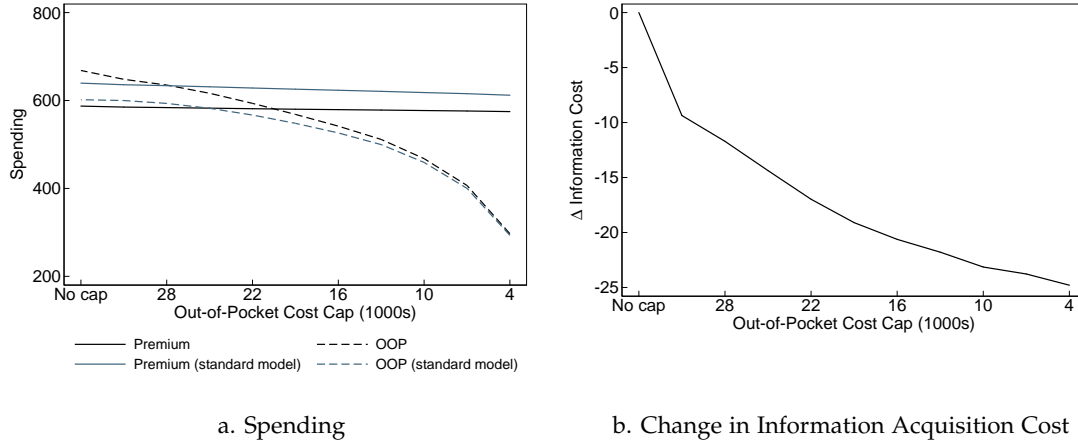 800
600
400
200
Spending
No cap 28 22 16 10 4
Out-of-Pocket Cost Cap (1000s)
Premium
OOP
Premium (standard model)
OOP (standard model)
a. Spending
0
-5
-10
-15
-20
-25
Δ Information Cost
No cap 28 22 16 10 4
Out-of-Pocket Cost Cap (1000s)
b. Change in Information Acquisition Cost